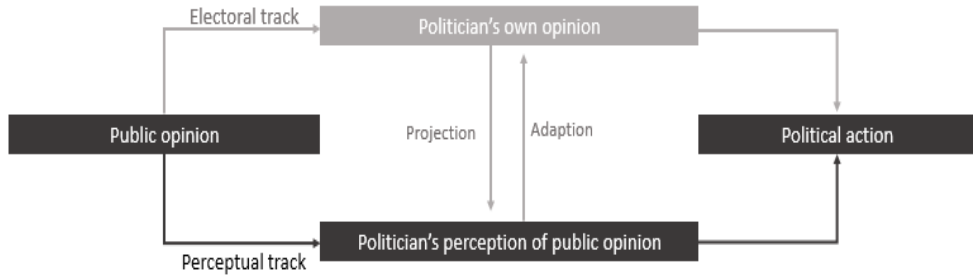 Electoral track
Politician's own opinion
Projection
Adaption
Public opinion
Political action
Politician's perception of public opinion
Perceptual track